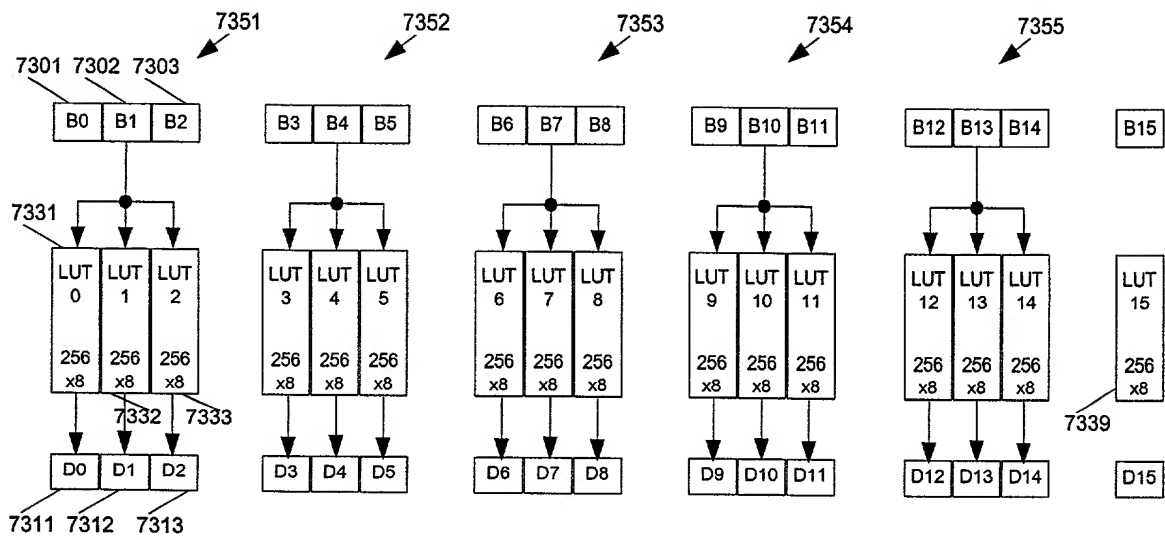 7351 7352 7353 7354 7355
7301 7302 7303
B0 B1 B2 B3 B4 B5 B6 B7 B8 B9 B10 B11 B12 B13 B14 B15
7331
LUT LUT LUT LUT LUT LUT LUT LUT LUT LUT LUT LUT LUT LUT LUT LUT
0 1 2 3 4 5 6 7 8 9 10 11 12 13 14 15
256 256 256 256 256 256 256 256 256 256 256 256 256 256 256 256
x8 x8 x8 x8 x8 x8 x8 x8 x8 x8 x8 x8 x8 x8 x8 x8
7332 7333 7339
D0 D1 D2 D3 D4 D5 D6 D7 D8 D9 D10 D11 D12 D13 D14 D15
7311 7312 7313